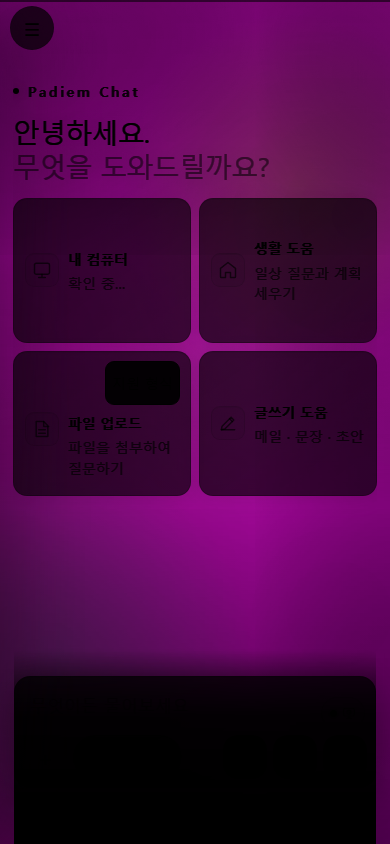 Padiem Chat
안녕하세요.
무엇을 도와드릴까요?
내 컴퓨터
확인 중...
생활 도움
일상 질문과 계획
세우기
파일 업로드
파일을 첨부하여
질문하기
글쓰기 도움
메일 · 문장 · 초안